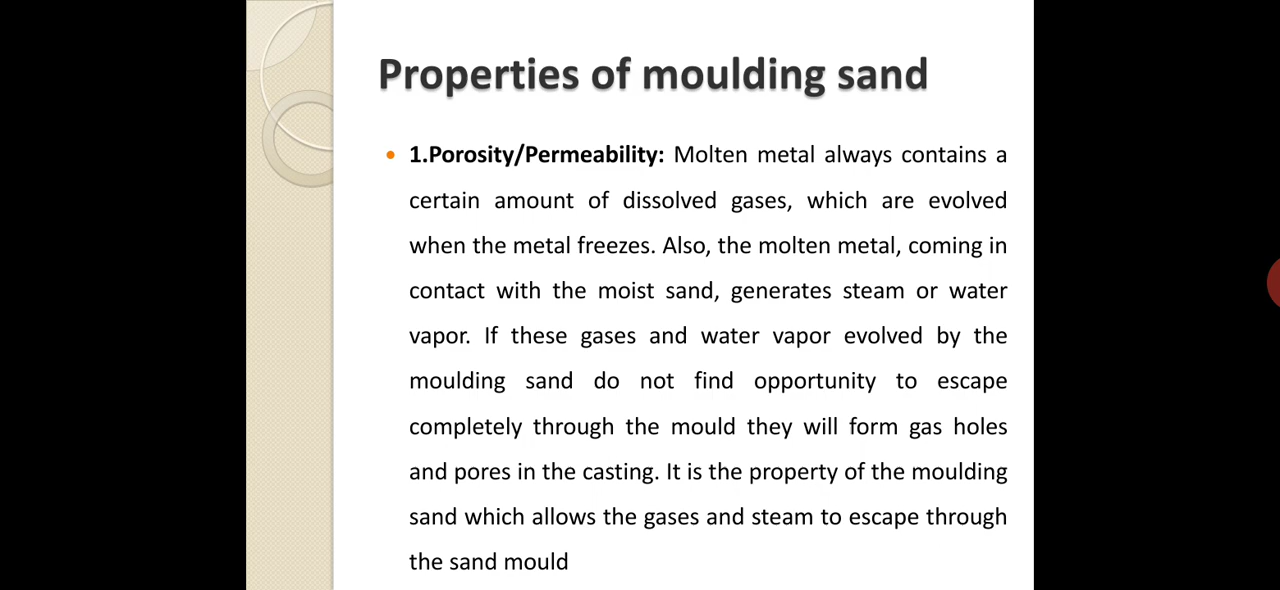 Properties of moulding sand
• 1.Porosity/Permeability: Molten metal always contains a
certain amount of dissolved gases, which are evolved
when the metal freezes. Also, the molten metal, coming in
contact with the moist sand, generates steam or water
vapor. If these gases and water vapor evolved by the
moulding sand do not find opportunity to escape
completely through the mould they will form gas holes
and pores in the casting. It is the property of the moulding
sand which allows the gases and steam to escape through
the sand mould